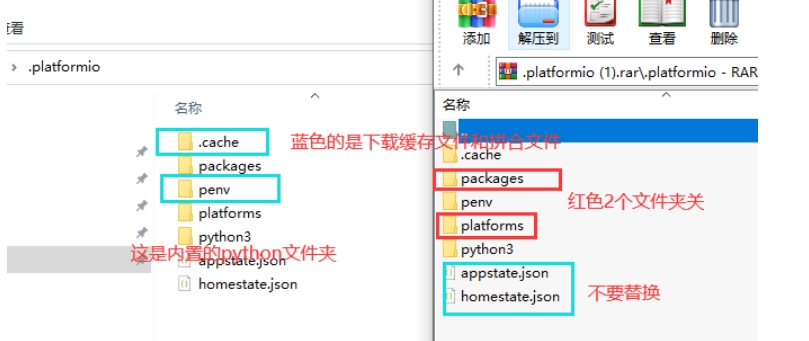 查看
> .platformio
名称
.cache
packages
penv
platforms
python3
appstate.json
homestate.json
蓝色的是下载缓存文件和拼合文件
这是内置的python文件夹
添加
解压到
测试
查看
删除
.platformio (1).rar\.platformio - RAR
名称
.cache
packages
penv
platforms
python3
appstate.json
homestate.json
红色2个文件夹关
不要替换